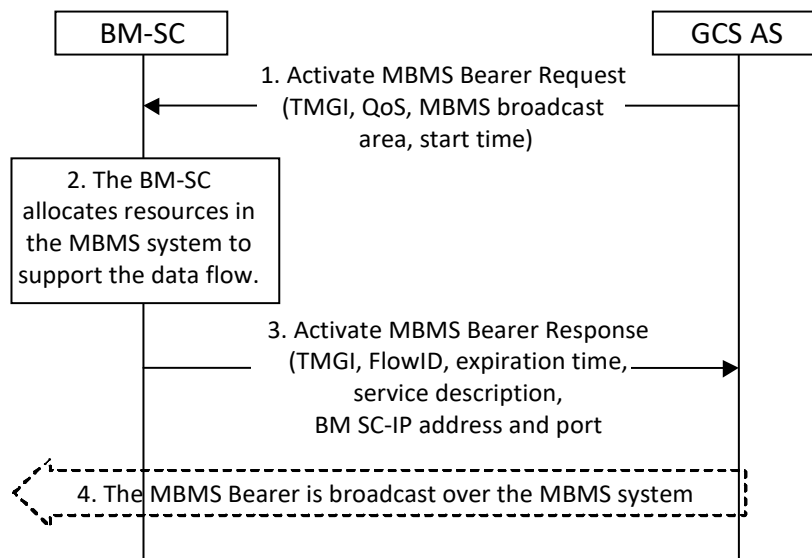 BM-SC
GCS AS
1. Activate MBMS Bearer Request
(TMGI, QoS, MBMS broadcast
area, start time)
2. The BM-SC
allocates resources in
the MBMS system to
support the data flow.
3. Activate MBMS Bearer Response
(TMGI, FlowID, expiration time,
service description,
BM SC-IP address and port
4. The MBMS Bearer is broadcast over the MBMS system